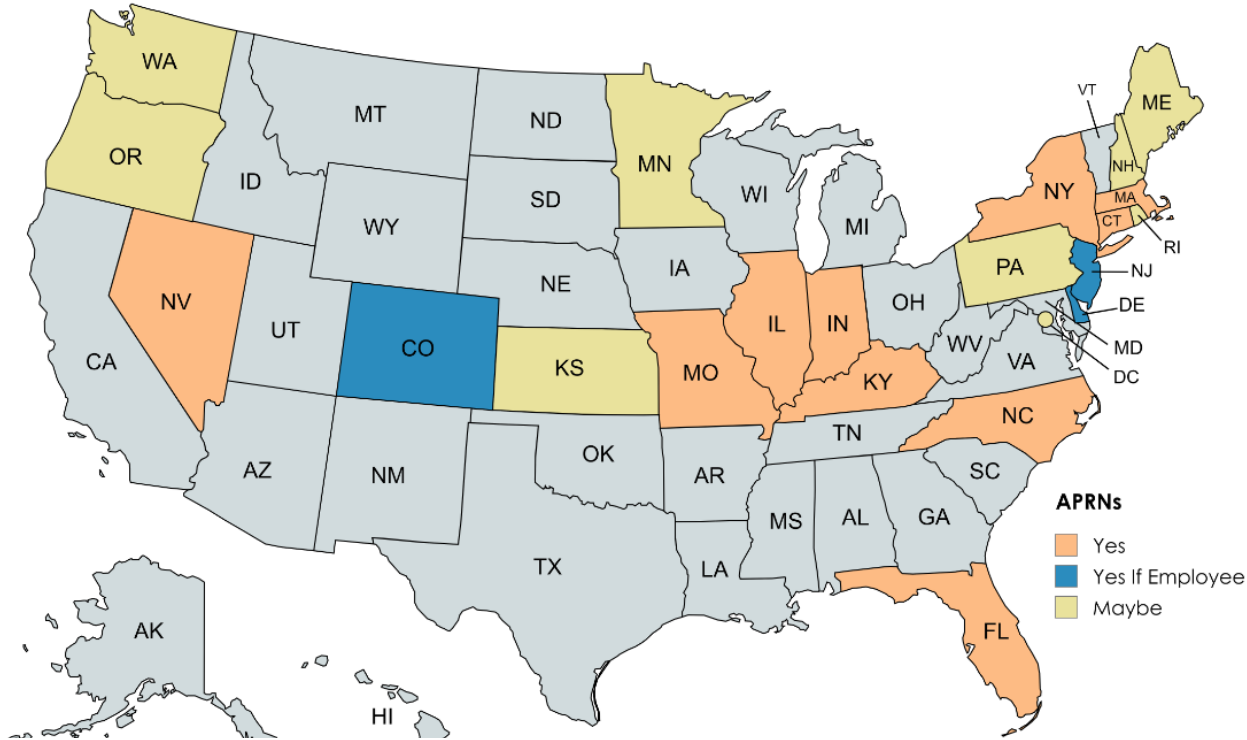 WA
OR
CA
NV
ID
MT
WY
UT
CO
AZ
NM
ND
SD
NE
KS
OK
TX
MN
IA
MO
AR
LA
WI
IL
MI
IN
OH
KY
TN
MS
AL
GA
FL
SC
NC
VA
WV
PA
NY
VT
NH
ME
MA
CT
RI
NJ
DE
MD
DC
AK
HI
APRNs
Yes
Yes If Employee
Maybe